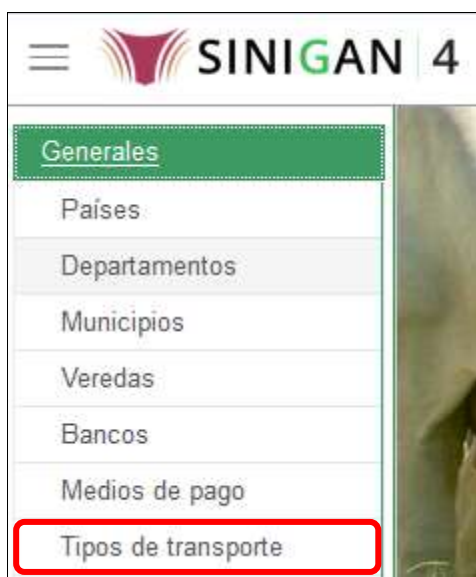 SINIGAN 4
Generales
Países
Departamentos
Municipios
Veredas
Bancos
Medios de pago
Tipos de transporte